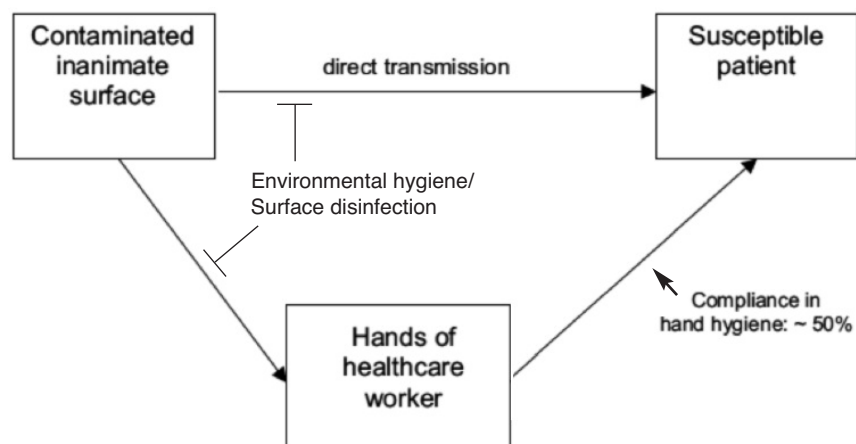 Contaminated
inanimate
surface
direct transmission
Susceptible
patient
Environmental hygiene/
Surface disinfection
Compliance in
hand hygiene: ~ 50%
Hands of
healthcare
worker